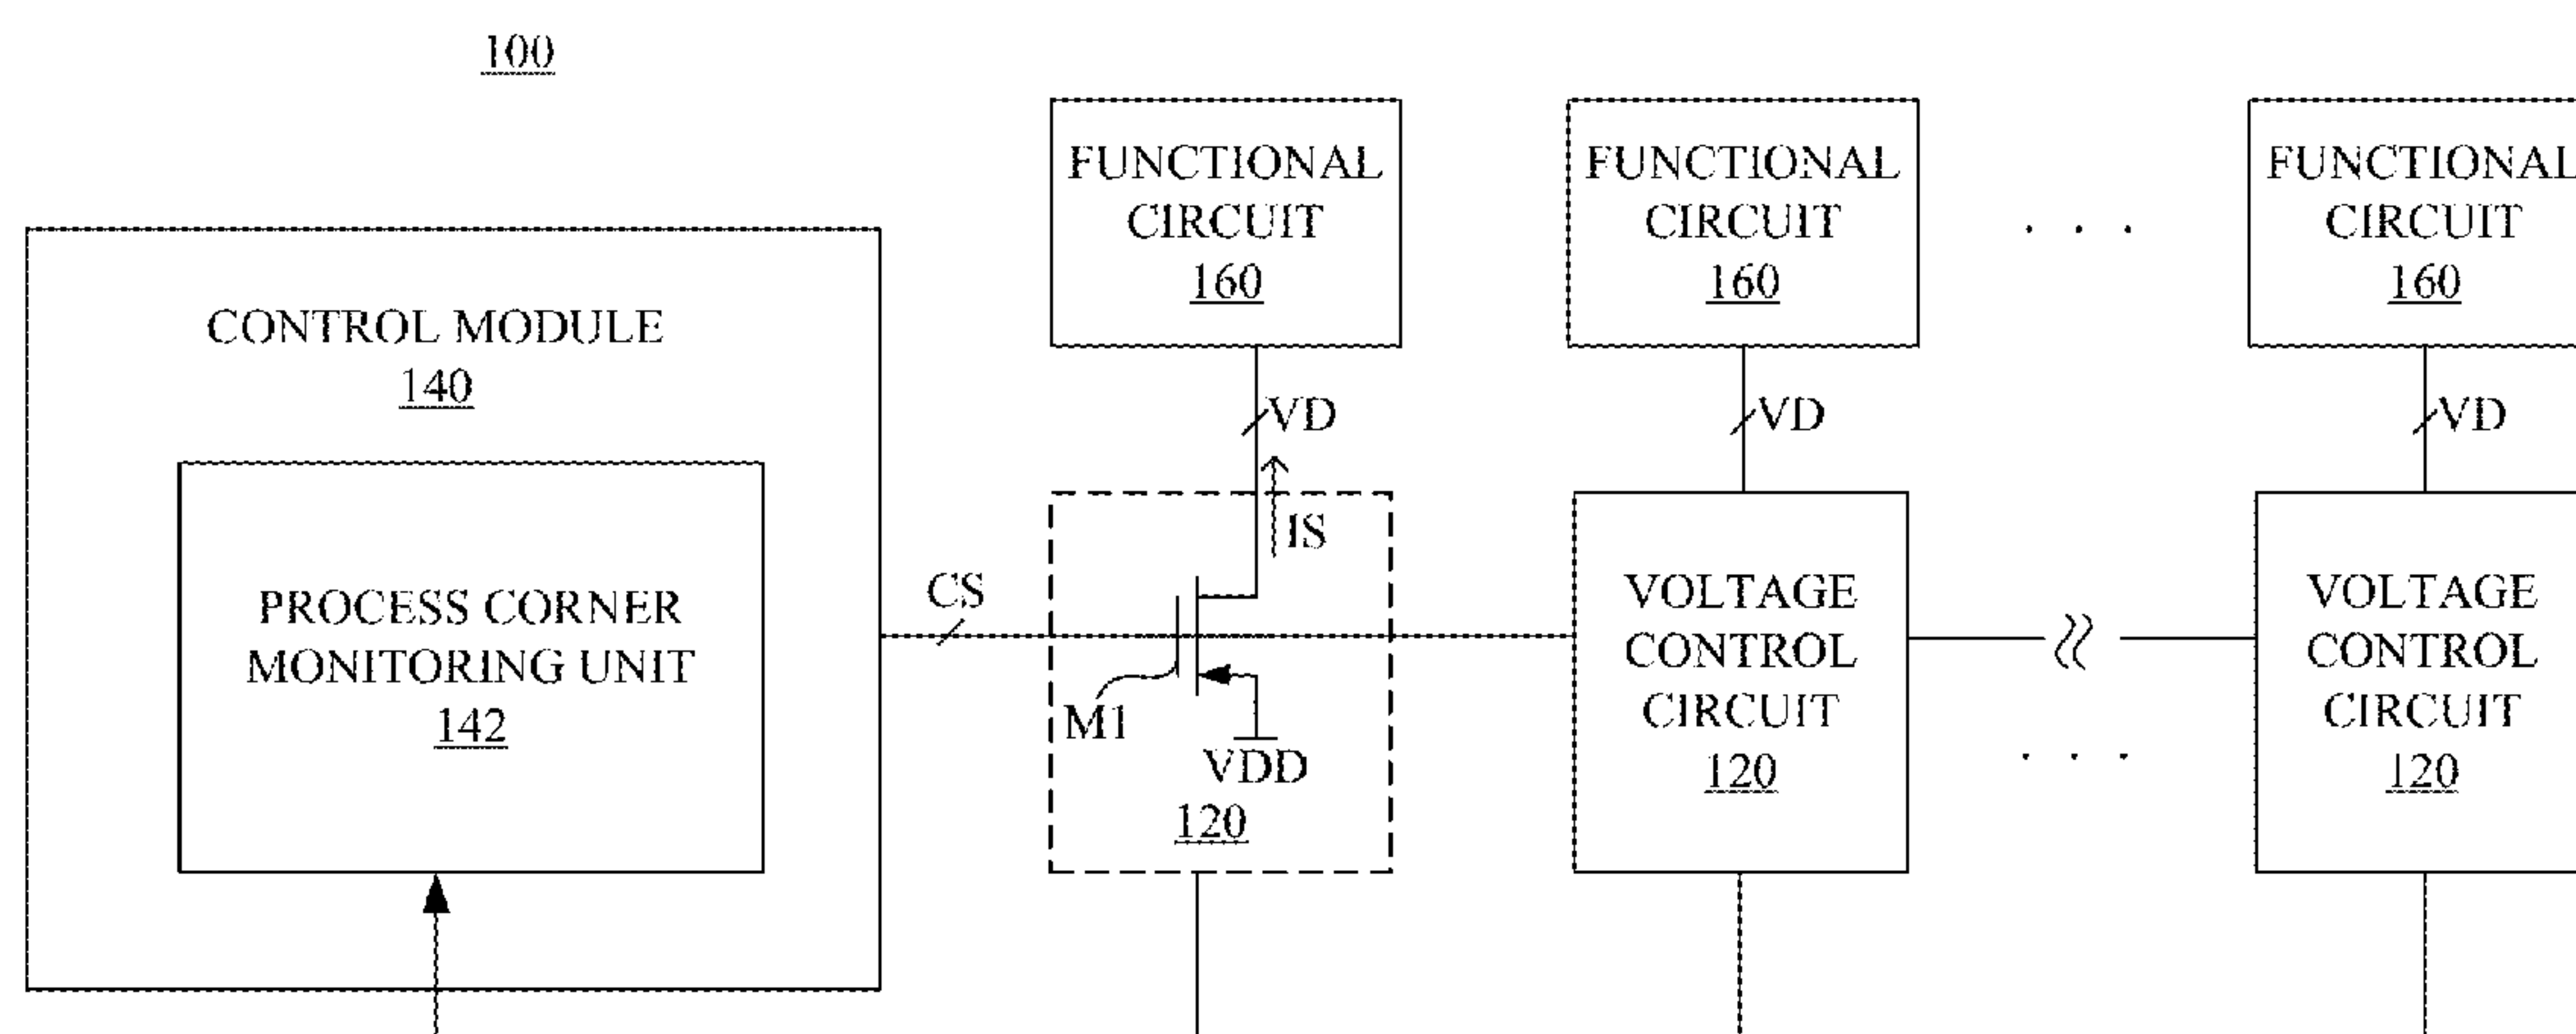 100
FUNCTIONAL
CIRCUIT
160
FUNCTIONAL
CIRCUIT
160
. . .
FUNCTIONAL
CIRCUIT
160
CONTROL MODULE
140
VD
VD
VD
PROCESS CORNER
MONITORING UNIT
142
CS
IS
M1
VDD
120
VOLTAGE
CONTROL
CIRCUIT
120
. . .
VOLTAGE
CONTROL
CIRCUIT
120